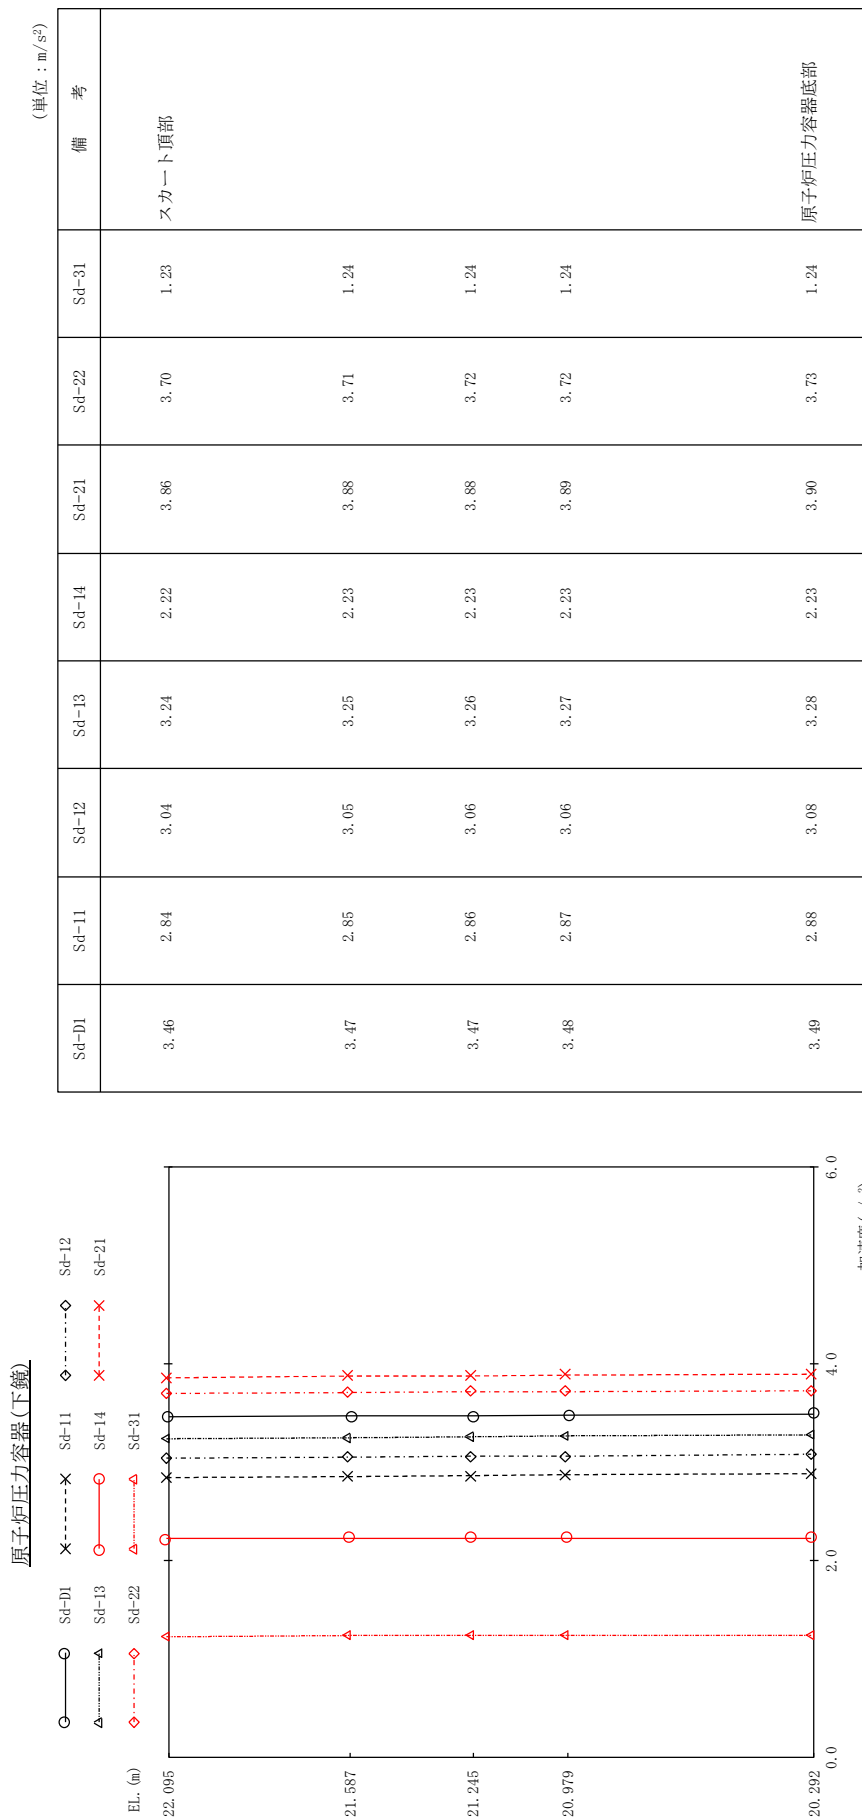 原子炉圧力容器(下鏡)
Sd-D1 Sd-11 Sd-12
Sd-13 Sd-14 Sd-21
Sd-22 Sd-31
EL. (m)
22.095
21.587
21.245
20.979
20.292
0.0 2.0 4.0 6.0
(単位：m/s²)
Sd-D1 Sd-11 Sd-12 Sd-13 Sd-14 Sd-21 Sd-22 Sd-31 備考
3.46 2.84 3.04 3.24 2.22 3.86 3.70 1.23 スカート頂部
3.47 2.85 3.05 3.25 2.23 3.88 3.71 1.24
3.47 2.86 3.06 3.26 2.23 3.88 3.72 1.24
3.48 2.87 3.06 3.27 2.23 3.89 3.72 1.24
3.49 2.88 3.08 3.28 2.23 3.90 3.73 1.24 原子炉圧力容器底部